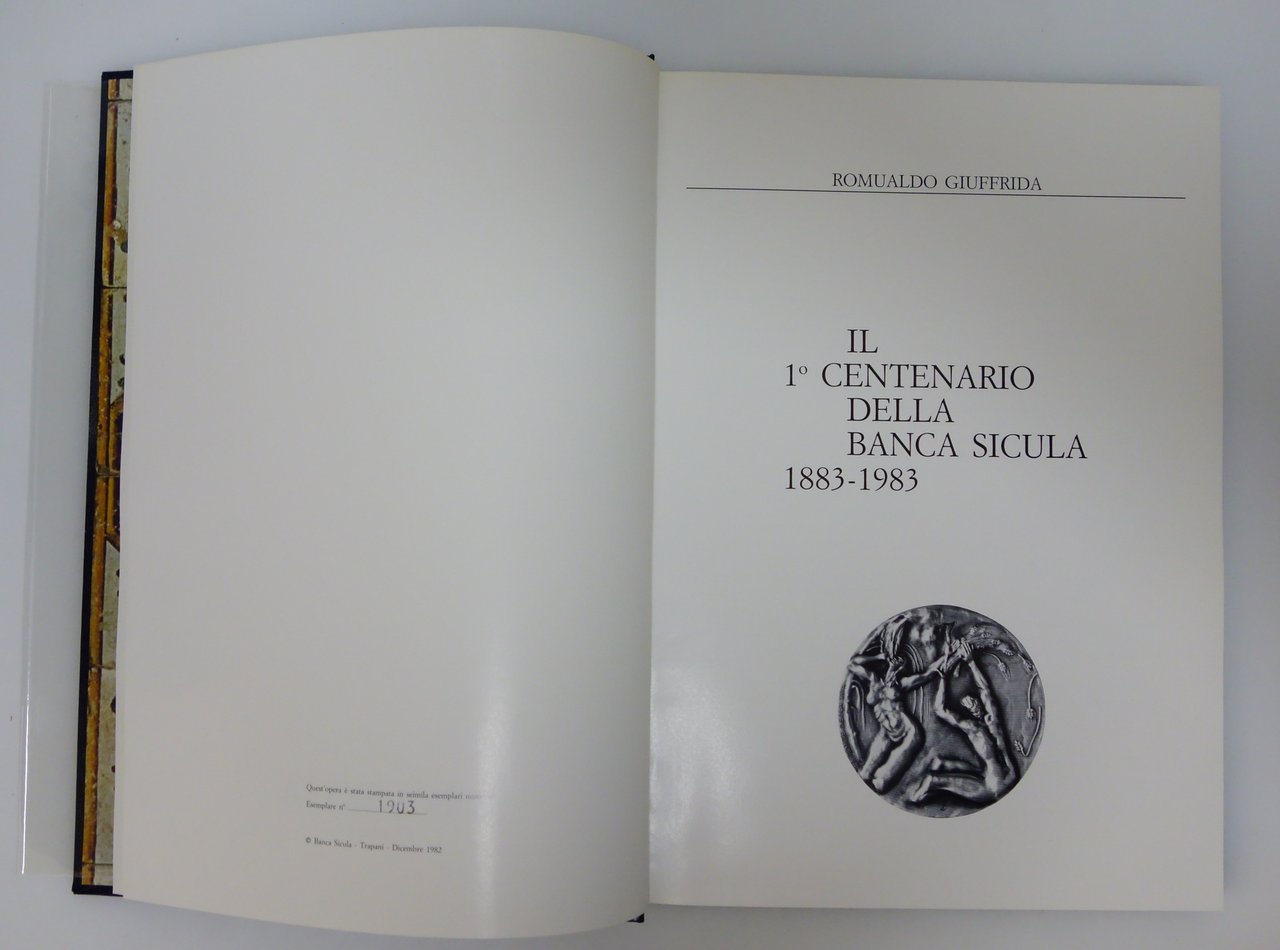 Quest'opera è stata stampata in seimila esemplari
Esemplare n° 1903
© Banca Sicula - Trapani - Dicembre 1982
ROMUALDO GIUFFRIDA
IL
1° CENTENARIO
DELLA
BANCA SICULA
1883-1983